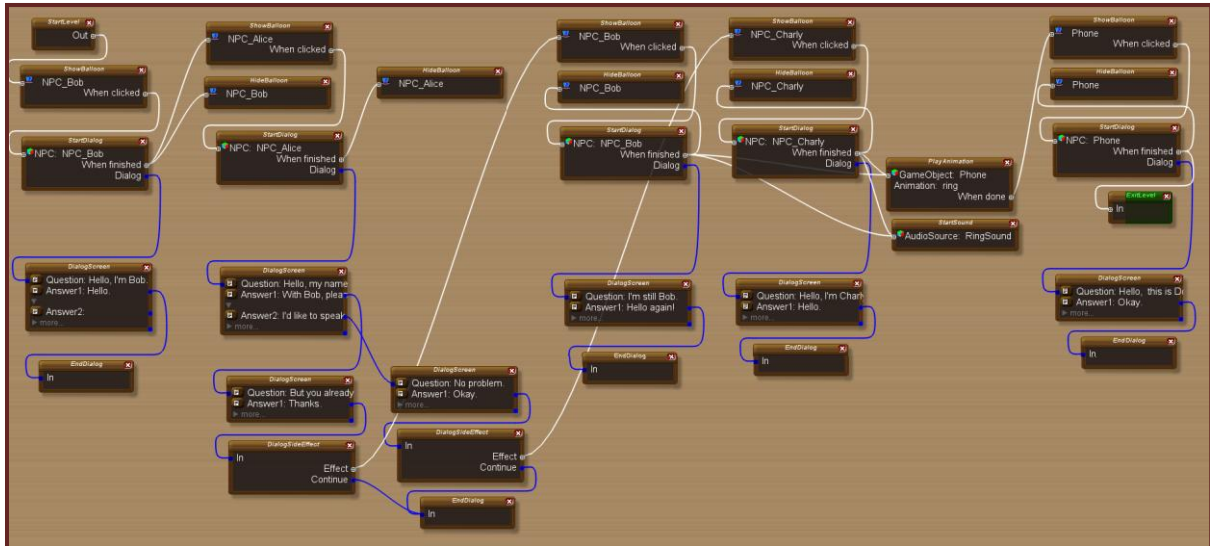 StartLevel
Out
ShowBalloon
NPC_Bob
When clicked
StartDialog
NPC: NPC_Bob
When finished
Dialog
DialogScreen
Question: Hello, I'm Bob.
Answer1: Hello.
Answer2:
more...
EndDialog
In
ShowBalloon
NPC_Alice
When clicked
HideBalloon
NPC_Bob
StartDialog
NPC: NPC_Alice
When finished
Dialog
DialogScreen
Question: Hello, my name
Answer1: With Bob, plea
Answer2: I'd like to speak
more...
DialogScreen
Question: But you already
Answer1: Thanks.
more...
DialogSideEffect
In
Effect
Continue
HideBalloon
NPC_Alice
DialogScreen
Question: No problem.
Answer1: Okay.
more...
DialogSideEffect
In
Effect
Continue
EndDialog
In
ShowBalloon
NPC_Bob
When clicked
HideBalloon
NPC_Bob
StartDialog
NPC: NPC_Bob
When finished
Dialog
DialogScreen
Question: I'm still Bob.
Answer1: Hello again!
more...
EndDialog
In
ShowBalloon
NPC_Charly
When clicked
HideBalloon
NPC_Charly
StartDialog
NPC: NPC_Charly
When finished
Dialog
DialogScreen
Question: Hello, I'm Charl
Answer1: Hello.
more...
EndDialog
In
PlayAnimation
GameObject: Phone
Animation: ring
When done
StartSound
AudioSource: RingSound
ShowBalloon
Phone
When clicked
HideBalloon
Phone
StartDialog
NPC: Phone
When finished
Dialog
ExitLevel
In
DialogScreen
Question: Hello, this is
Answer1: Okay.
more...
EndDialog
In